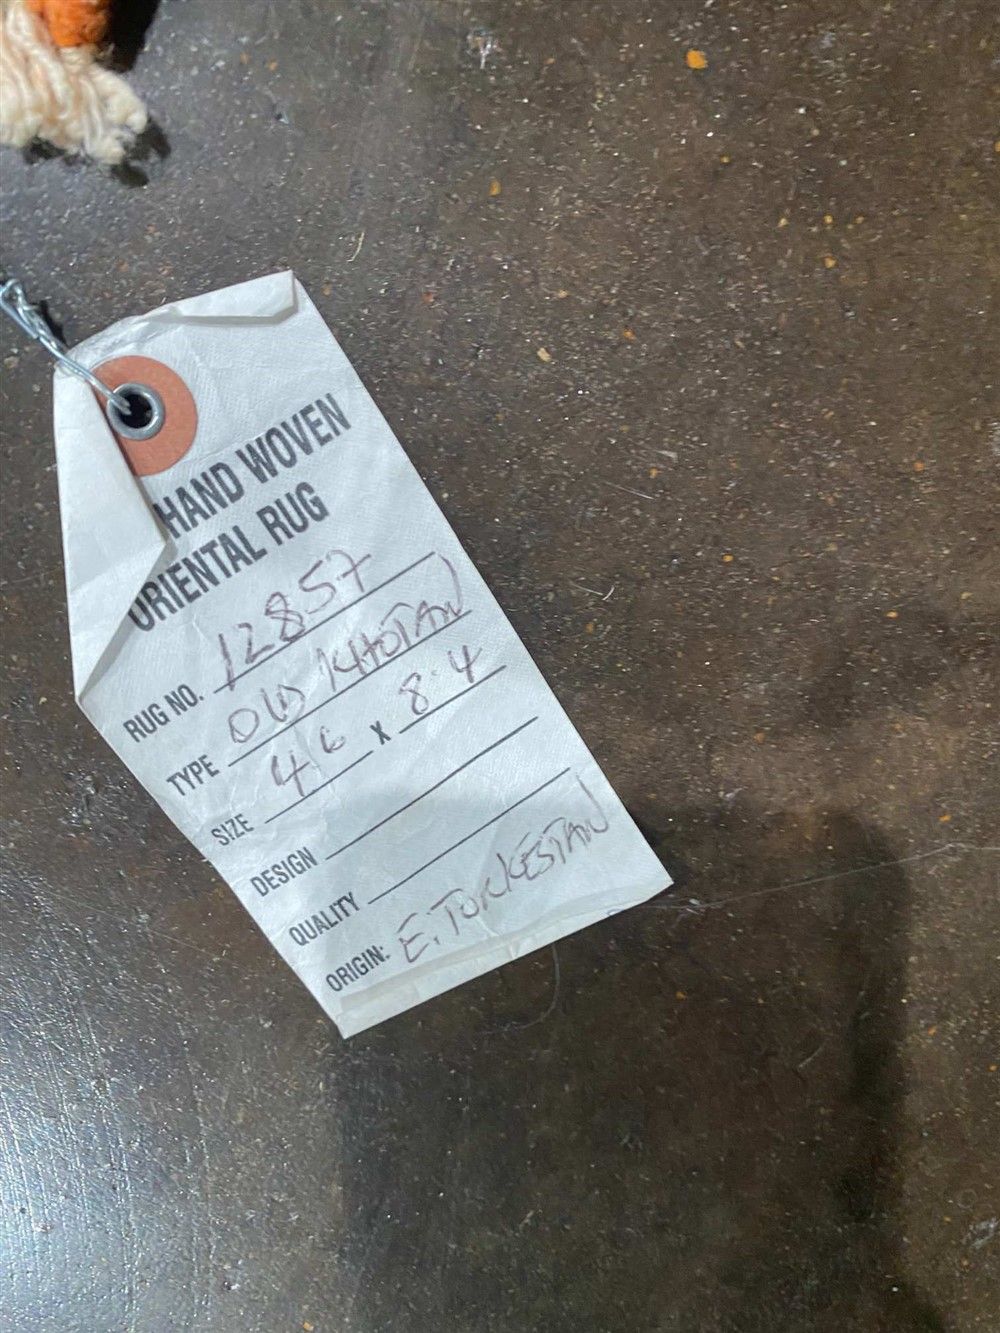 HAND WOVEN
ORIENTAL RUG
RUG NO. 12857
TYPE OLD KHOTAN
SIZE 4.6 x 8.4
DESIGN
QUALITY
ORIGIN: E. TURKESTAN